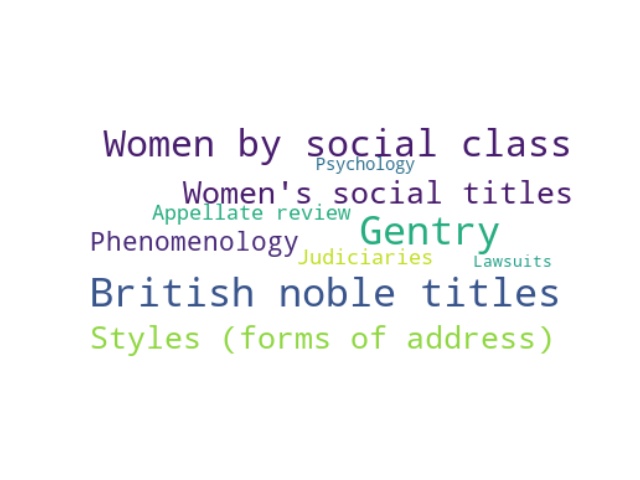 Women by social class
Psychology
Women's social titles
Appellate review
Gentry
Phenomenology
Judiciaries
Lawsuits
British noble titles
Styles (forms of address)